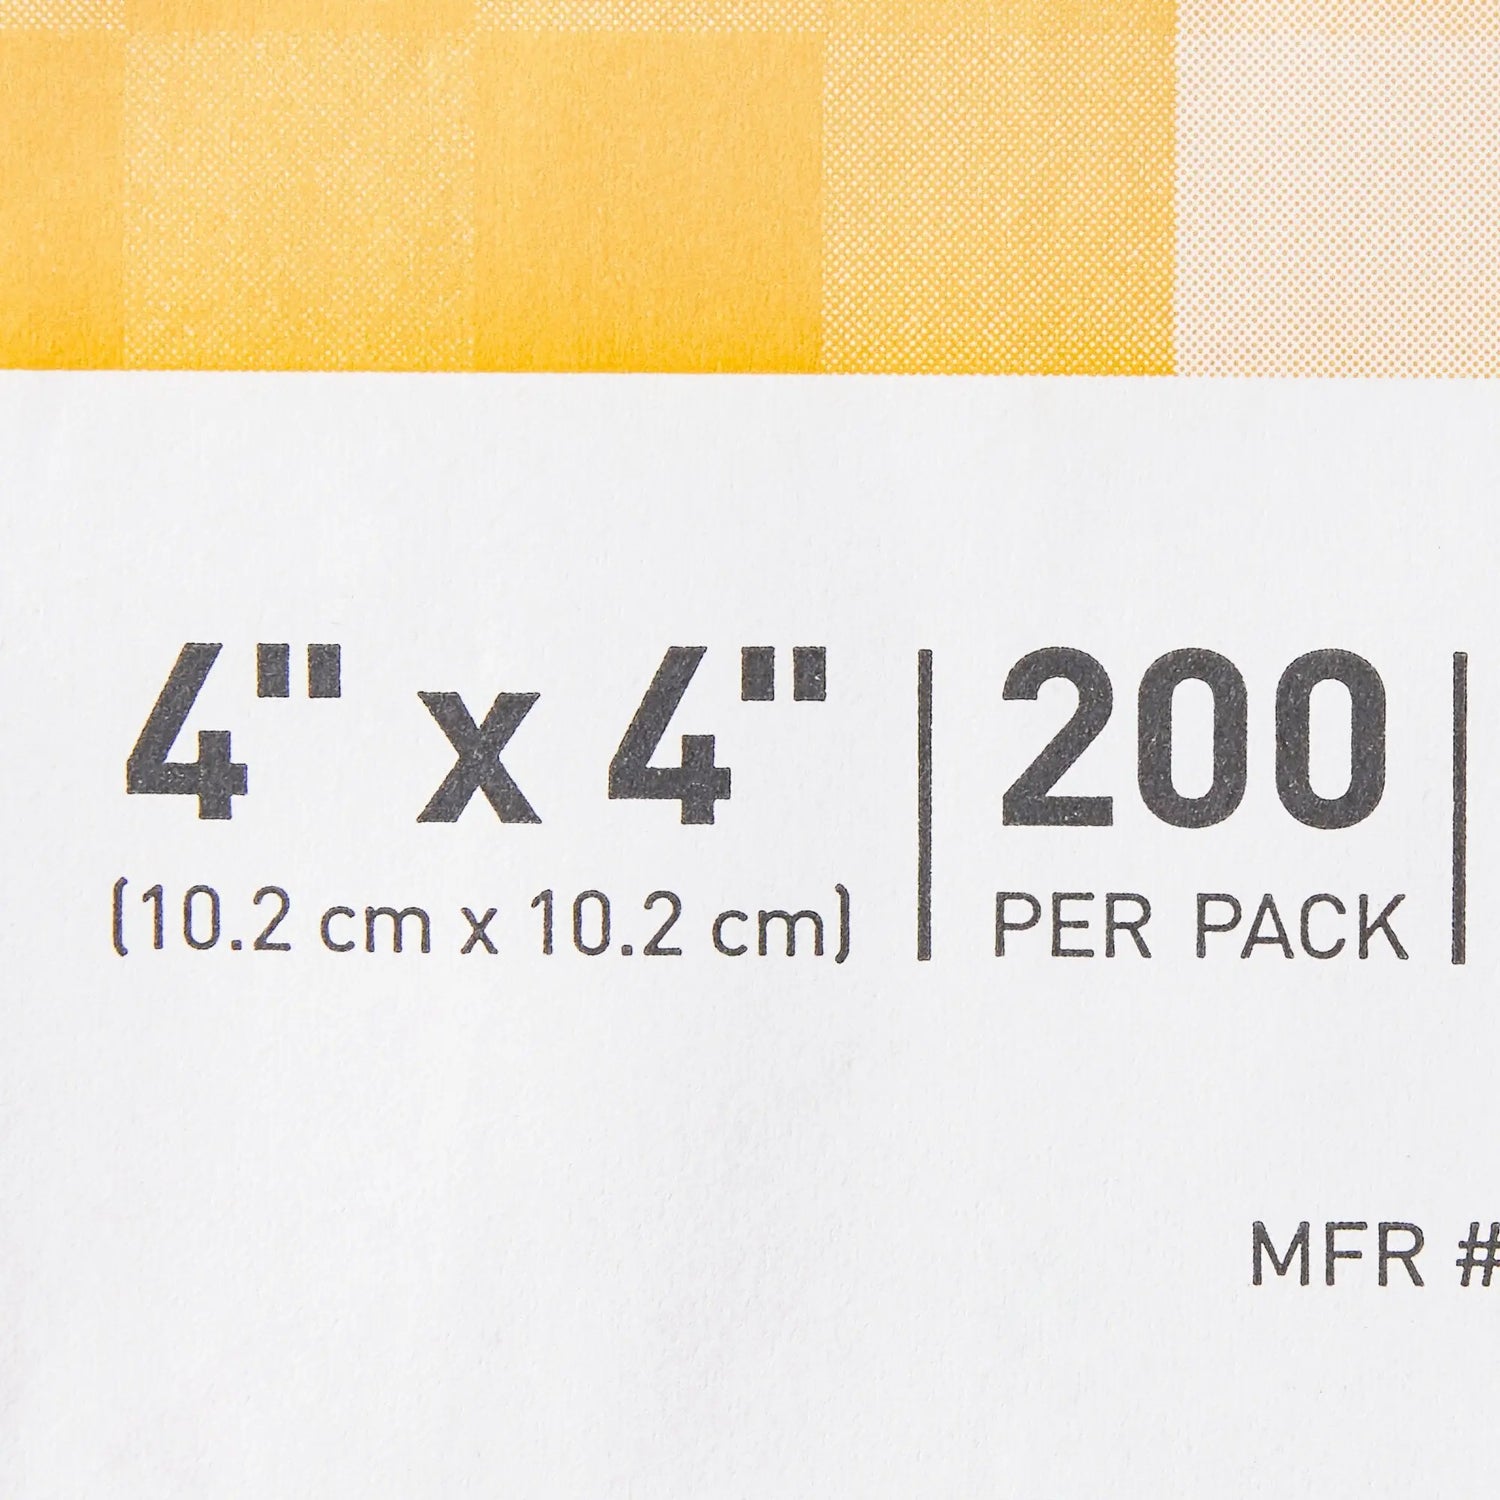 4" x 4" | 200 |
(10.2 cm x 10.2 cm) PER PACK
MFR #